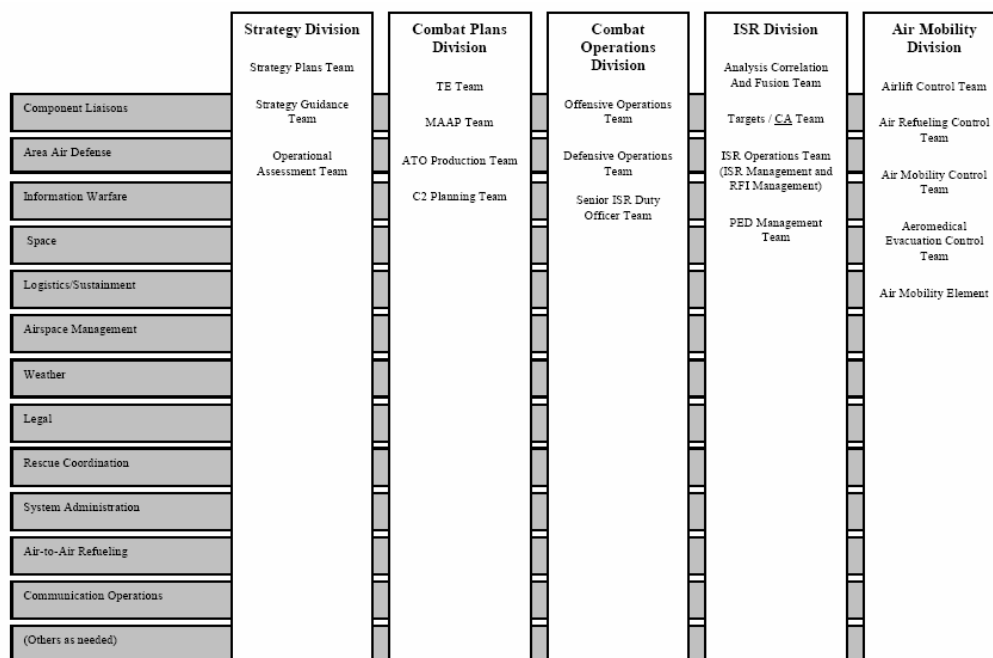 Strategy Division
Strategy Plans Team
Strategy Guidance
Team
Operational
Assessment Team
Combat Plans
Division
TE Team
MAAP Team
ATO Production Team
C2 Planning Team
Combat
Operations
Division
Offensive Operations
Team
Defensive Operations
Team
Senior ISR Duty
Officer Team
ISR Division
Analysis Correlation
And Fusion Team
Targets / CA Team
ISR Operations Team
(ISR Management and
RFI Management)
PED Management
Team
Air Mobility
Division
Airlift Control Team
Air Refueling Control
Team
Air Mobility Control
Team
Aeromedical
Evacuation Control
Team
Air Mobility Element
Component Liaisons
Area Air Defense
Information Warfare
Space
Logistics/Sustainment
Airspace Management
Weather
Legal
Rescue Coordination
System Administration
Air-to-Air Refueling
Communication Operations
(Others as needed)